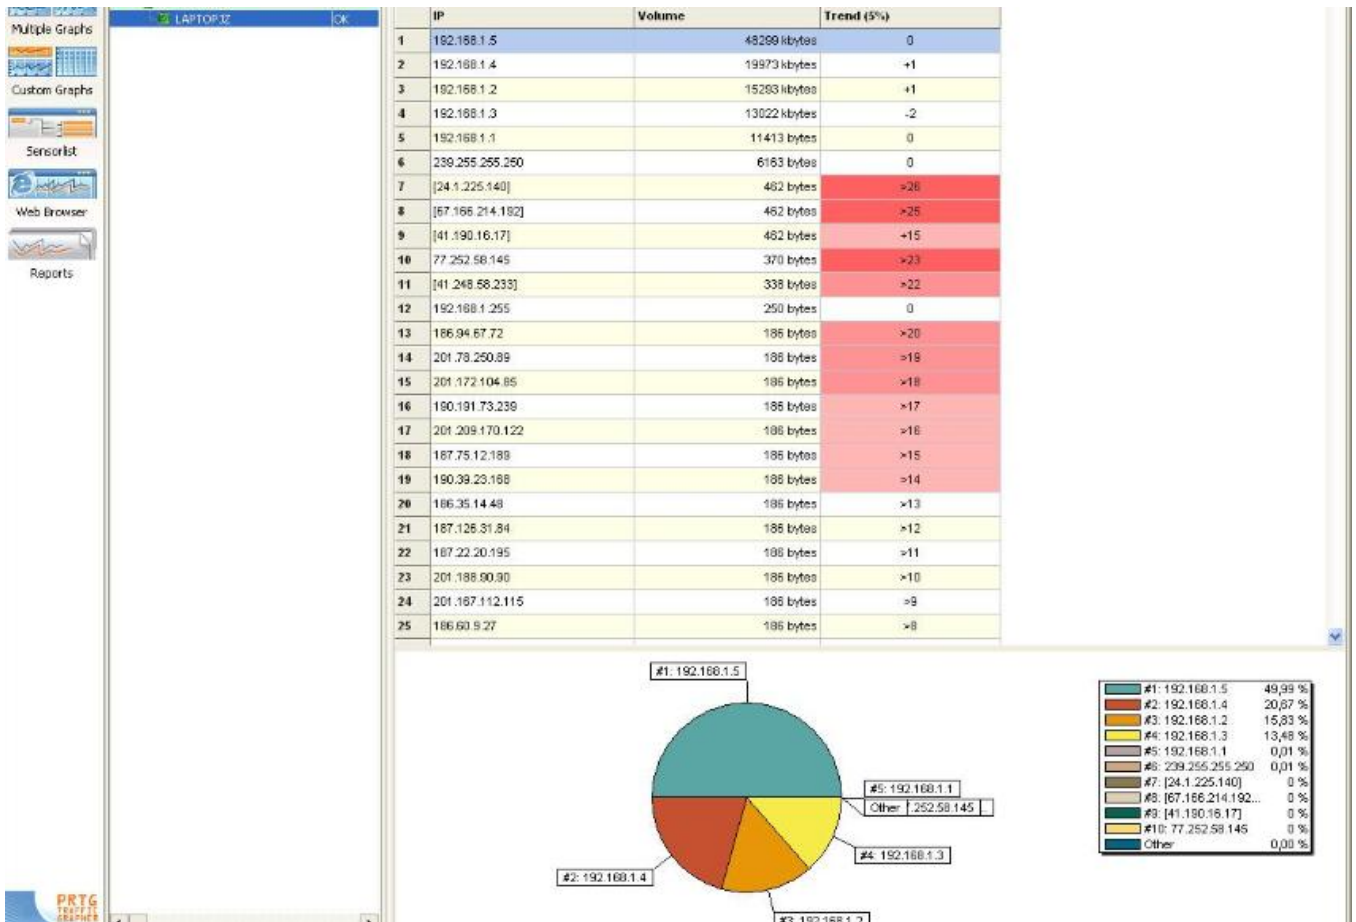 Multiple Graphs
Custom Graphs
Sensorlist
Web Browser
Reports
PRTG
TRAFFIC
GRAPHER
LAPTOPJZ OK
IP Volume Trend (5%)
1 192.168.1.5 48299 kbytes 0
2 192.168.1.4 19973 kbytes +1
3 192.168.1.2 15293 kbytes +1
4 192.168.1.3 13022 kbytes -2
5 192.168.1.1 11413 bytes 0
6 239.255.255.250 6163 bytes 0
7 [24.1.225.140] 462 bytes >26
8 [67.166.214.192] 462 bytes >25
9 [41.190.16.17] 462 bytes +15
10 77.252.58.145 370 bytes >23
11 [41.248.58.233] 338 bytes >22
12 192.168.1.255 250 bytes 0
13 186.94.67.72 186 bytes >20
14 201.78.250.89 186 bytes >19
15 201.172.104.85 186 bytes >18
16 190.191.73.239 186 bytes >17
17 201.209.170.122 186 bytes >16
18 187.75.12.189 186 bytes >15
19 190.39.23.168 186 bytes >14
20 186.35.14.48 186 bytes >13
21 187.126.31.84 186 bytes >12
22 187.22.20.195 186 bytes >11
23 201.188.90.90 186 bytes >10
24 201.167.112.115 186 bytes >9
25 186.60.9.27 186 bytes >8
#1: 192.168.1.5
#5: 192.168.1.1
Other .252.58.145
#4: 192.168.1.3
#2: 192.168.1.4
#3: 192.168.1.2
#1: 192.168.1.5 49,99 %
#2: 192.168.1.4 20,67 %
#3: 192.168.1.2 15,83 %
#4: 192.168.1.3 13,48 %
#5: 192.168.1.1 0,01 %
#6: 239.255.255.250 0,01 %
#7: [24.1.225.140] 0 %
#8: [67.166.214.192... 0 %
#9: [41.190.16.17] 0 %
#10: 77.252.58.145 0 %
Other 0,00 %